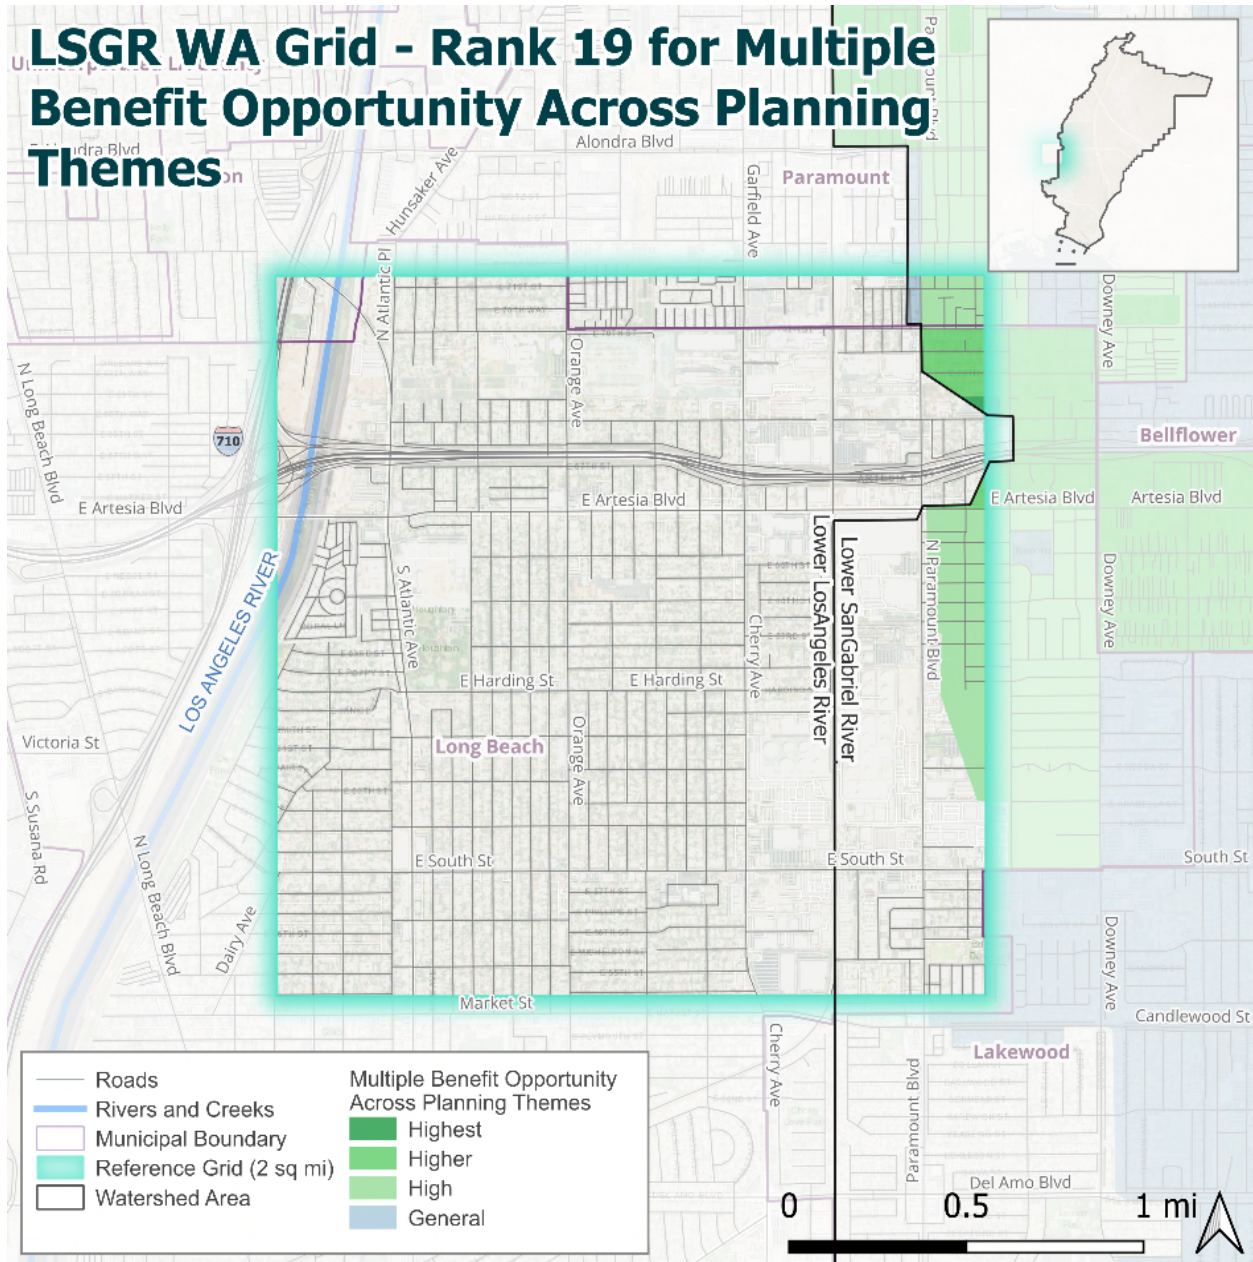 LSGR WA Grid - Rank 19 for Multiple
Benefit Opportunity Across Planning
Themes
Alondra Blvd
Hunsaker Ave
Garfield Ave
Paramount
N Atlantic Pl
Orange Ave
Downey Ave
N Long Beach Blvd
710
Bellflower
E Artesia Blvd
E Artesia Blvd
E Artesia Blvd
Artesia Blvd
LOS ANGELES RIVER
S Atlantic Ave
Cherry Ave
Lower LosAngeles River
Lower SanGabriel River
N Paramount Blvd
Downey Ave
E Harding St
E Harding St
Victoria St
Long Beach
Orange Ave
S Susana Rd
N Long Beach Blvd
E South St
E South St
South St
Dairy Ave
Downey Ave
Market St
Candlewood St
Cherry Ave
Lakewood
Paramount Blvd
Del Amo Blvd
Roads
Rivers and Creeks
Municipal Boundary
Reference Grid (2 sq mi)
Watershed Area
Multiple Benefit Opportunity
Across Planning Themes
Highest
Higher
High
General
0 0.5 1 mi